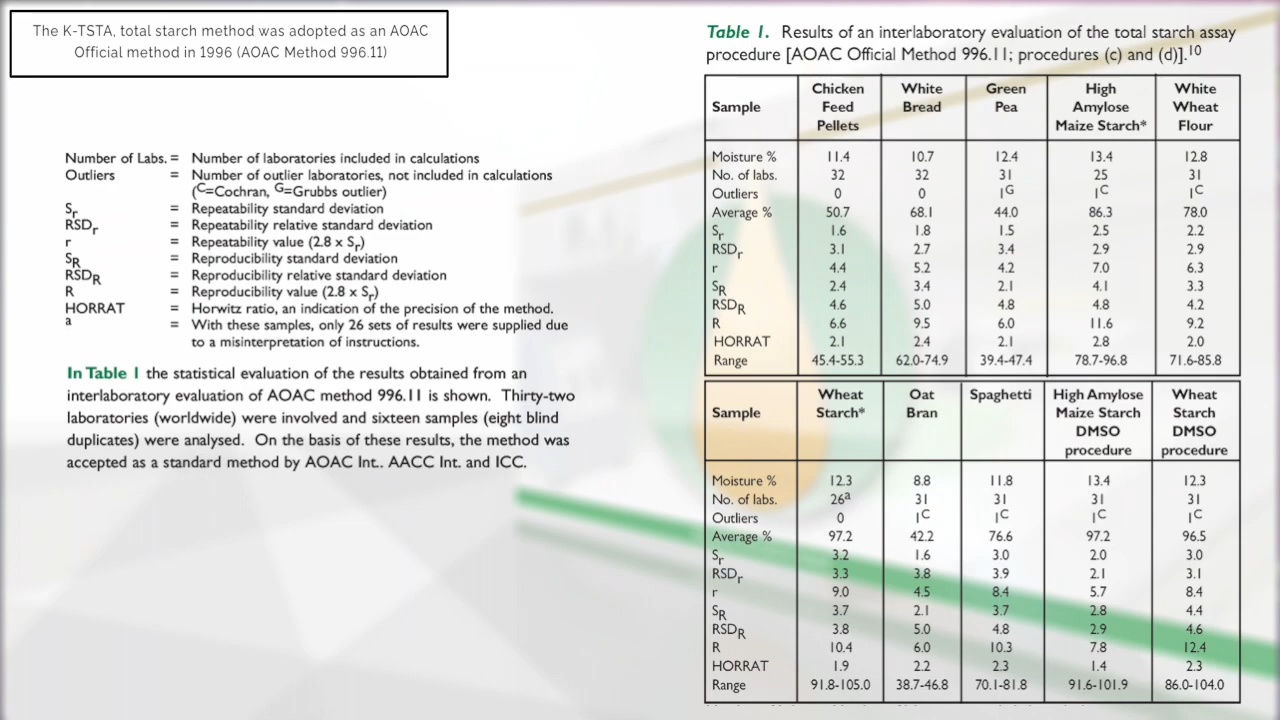 The K-TSTA, total starch method was adopted as an AOAC
Official method in 1996 (AOAC Method 996.11)
Number of Labs. = Number of laboratories included in calculations
Outliers = Number of outlier laboratories, not included in calculations
(C=Cochran, G=Grubbs outlier)
Sr = Repeatability standard deviation
RSDr = Repeatability relative standard deviation
r = Repeatability value (2.8 x Sr)
SR = Reproducibility standard deviation
RSDR = Reproducibility relative standard deviation
R = Reproducibility value (2.8 x Sr)
HORRAT = Horwitz ratio, an indication of the precision of the method.
a = With these samples, only 26 sets of results were supplied due
to a misinterpretation of instructions.
In Table 1 the statistical evaluation of the results obtained from an
interlaboratory evaluation of AOAC method 996.11 is shown. Thirty-two
laboratories (worldwide) were involved and sixteen samples (eight blind
duplicates) were analysed. On the basis of these results, the method was
accepted as a standard method by AOAC Int.. AACC Int. and ICC.
Table 1. Results of an interlaboratory evaluation of the total starch assay
procedure [AOAC Official Method 996.11; procedures (c) and (d)].10
Chicken White Green High White
Sample Feed Bread Pea Amylose Wheat
Pellets Maize Starch* Flour
Moisture % 11.4 10.7 12.4 13.4 12.8
No. of labs. 32 32 31 25 31
Outliers 0 0 1G 1C 1C
Average % 50.7 68.1 44.0 86.3 78.0
Sr 1.6 1.8 1.5 2.5 2.2
RSDr 3.1 2.7 3.4 2.9 2.9
r 4.4 5.2 4.2 7.0 6.3
SR 2.4 3.4 2.1 4.1 3.3
RSDR 4.6 5.0 4.8 4.8 4.2
R 6.6 9.5 6.0 11.6 9.2
HORRAT 2.1 2.4 2.1 2.8 2.0
Range 45.4-55.3 62.0-74.9 39.4-47.4 78.7-96.8 71.6-85.8
Wheat Oat Spaghetti High Amylose Wheat
Sample Starch* Bran Maize Starch Starch
DMSO DMSO
procedure procedure
Moisture % 12.3 8.8 11.8 13.4 12.3
No. of labs. 26a 31 31 31 31
Outliers 0 1C 1C 1C 1C
Average % 97.2 42.2 76.6 97.2 96.5
Sr 3.2 1.6 3.0 2.0 3.0
RSDr 3.3 3.8 3.9 2.1 3.1
r 9.0 4.5 8.4 5.7 8.4
SR 3.7 2.1 3.7 2.8 4.4
RSDR 3.8 5.0 4.8 2.9 4.6
R 10.4 6.0 10.3 7.8 12.4
HORRAT 1.9 2.2 2.3 1.4 2.3
Range 91.8-105.0 38.7-46.8 70.1-81.8 91.6-101.9 86.0-104.0